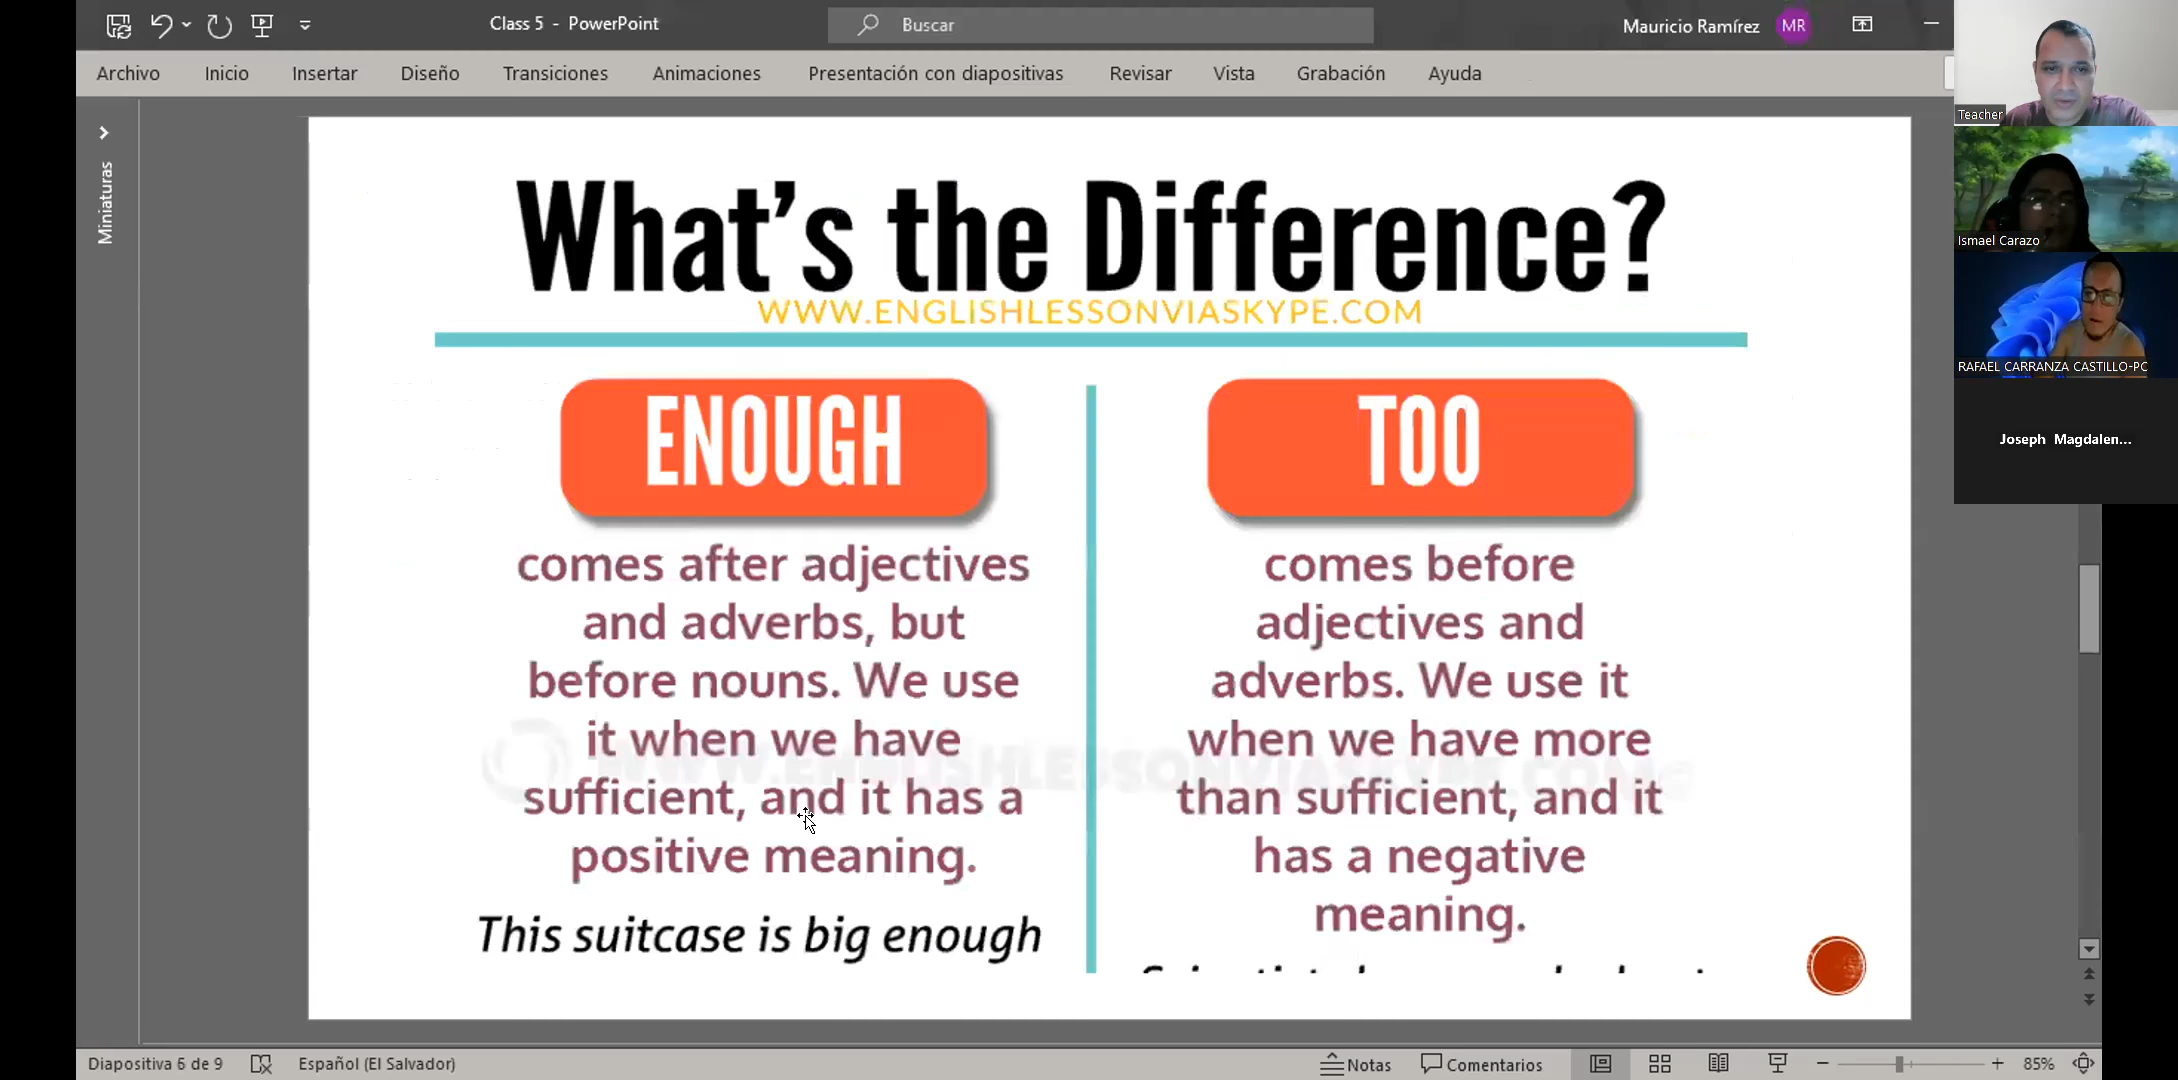 Class 5 - PowerPoint
Buscar
Mauricio Ramírez
MR
Archivo Inicio Insertar Diseño Transiciones Animaciones Presentación con diapositivas Revisar Vista Grabación Ayuda
Miniaturas
What's the Difference?
WWW.ENGLISHLESSONVIASKYPE.COM
ENOUGH
comes after adjectives
and adverbs, but
before nouns. We use
it when we have
sufficient, and it has a
positive meaning.
This suitcase is big enough
TOO
comes before
adjectives and
adverbs. We use it
when we have more
than sufficient, and it
has a negative
meaning.
WWW.ENGLISHLESSONVIASKYPE.COM
Teacher
Ismael Carazo
RAFAEL CARRANZA CASTILLO-PC
Joseph Magdalen...
Diapositiva 6 de 9
Español (El Salvador)
Notas
Comentarios
85%